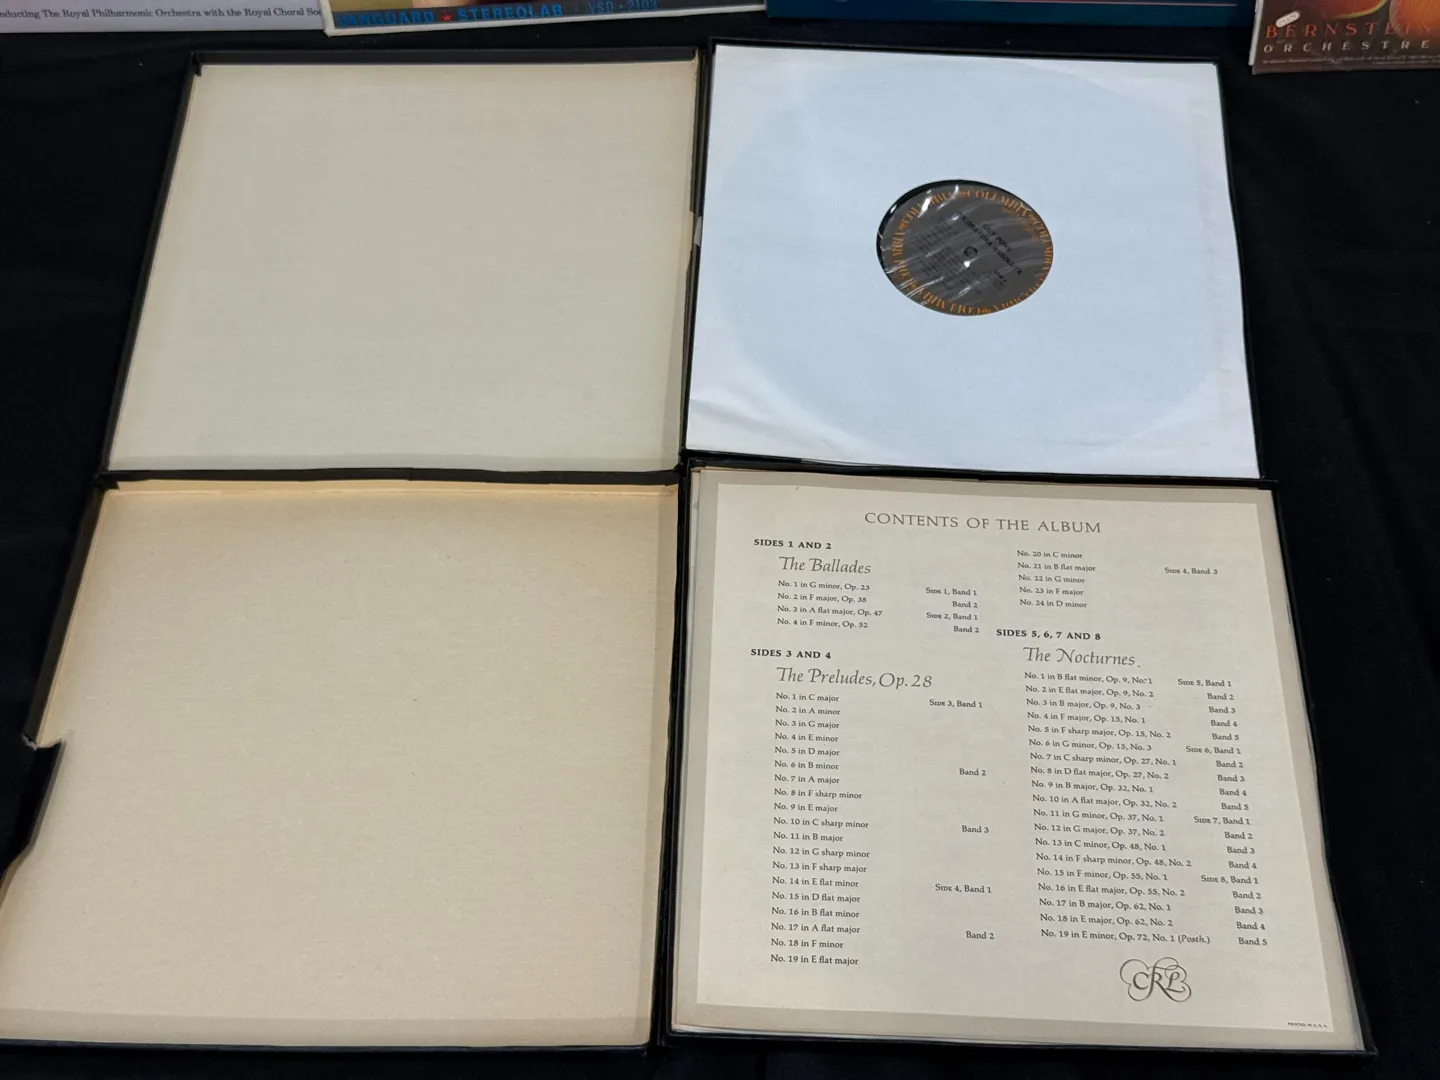 nducting The Royal Philharmonic Orchestra with the Royal Choral Soc
VANGUARD ★ STEREOLAB VSD · 2103
BERNSTEIN
ORCHESTRE
COLUMBIA COLUMBIA COLUMBIA
CONTENTS OF THE ALBUM
SIDES 1 AND 2
The Ballades
No. 1 in G minor, Op. 23 Side 1, Band 1
No. 2 in F major, Op. 38 Band 2
No. 3 in A flat major, Op. 47 Side 2, Band 1
No. 4 in F minor, Op. 52 Band 2
SIDES 3 AND 4
The Preludes, Op. 28
No. 1 in C major Side 3, Band 1
No. 2 in A minor
No. 3 in G major
No. 4 in E minor
No. 5 in D major
No. 6 in B minor Band 2
No. 7 in A major
No. 8 in F sharp minor
No. 9 in E major
No. 10 in C sharp minor Band 3
No. 11 in B major
No. 12 in G sharp minor
No. 13 in F sharp major
No. 14 in E flat minor Side 4, Band 1
No. 15 in D flat major
No. 16 in B flat minor
No. 17 in A flat major Band 2
No. 18 in F minor
No. 19 in E flat major
No. 20 in C minor
No. 21 in B flat major Side 4, Band 3
No. 22 in G minor
No. 23 in F major
No. 24 in D minor
SIDES 5, 6, 7 AND 8
The Nocturnes
No. 1 in B flat minor, Op. 9, No. 1 Side 5, Band 1
No. 2 in E flat major, Op. 9, No. 2 Band 2
No. 3 in B major, Op. 9, No. 3 Band 3
No. 4 in F major, Op. 15, No. 1 Band 4
No. 5 in F sharp major, Op. 15, No. 2 Band 5
No. 6 in G minor, Op. 15, No. 3 Side 6, Band 1
No. 7 in C sharp minor, Op. 27, No. 1 Band 2
No. 8 in D flat major, Op. 27, No. 2 Band 3
No. 9 in B major, Op. 32, No. 1 Band 4
No. 10 in A flat major, Op. 32, No. 2 Band 5
No. 11 in G minor, Op. 37, No. 1 Side 7, Band 1
No. 12 in G major, Op. 37, No. 2 Band 2
No. 13 in C minor, Op. 48, No. 1 Band 3
No. 14 in F sharp minor, Op. 48, No. 2 Band 4
No. 15 in F minor, Op. 55, No. 1 Side 8, Band 1
No. 16 in E flat major, Op. 55, No. 2 Band 2
No. 17 in B major, Op. 62, No. 1 Band 3
No. 18 in E major, Op. 62, No. 2 Band 4
No. 19 in E minor, Op. 72, No. 1 (Posth.) Band 5
CRL
PRINTED IN U. S. A.